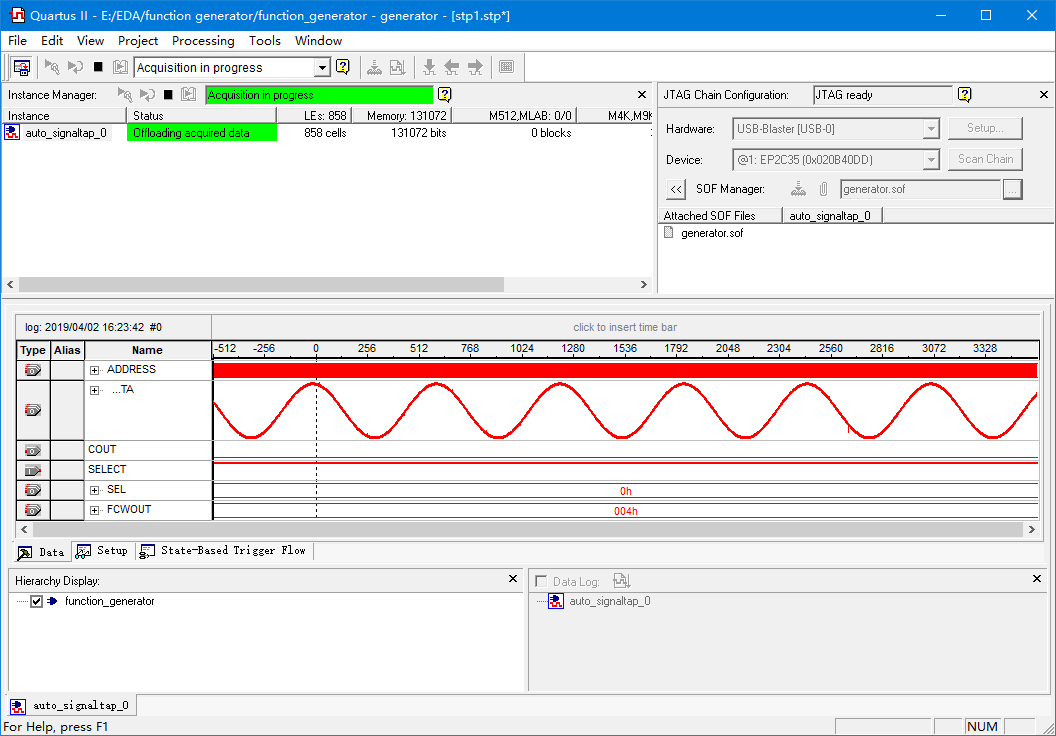 Quartus II - E:/EDA/function generator/function_generator - generator - [stp1.stp*]
File Edit View Project Processing Tools Window
Acquisition in progress
Instance Manager: Acquisition in progress
Instance Status LEs: 858 Memory: 131072 M512,MLAB: 0/0 M4K,M9K
auto_signaltap_0 Offloading acquired data 858 cells 131072 bits 0 blocks
JTAG Chain Configuration: JTAG ready
Hardware: USB-Blaster [USB-0] Setup...
Device: @1: EP2C35 (0x020B40DD) Scan Chain
<< SOF Manager: generator.sof ...
Attached SOF Files auto_signaltap_0
generator.sof
log: 2019/04/02 16:23:42 #0 click to insert time bar
Type Alias Name -512 -256 0 256 512 768 1024 1280 1536 1792 2048 2304 2560 2816 3072 3328
ADDRESS
...TA
COUT
SELECT
SEL 0h
FCWOUT 004h
Data Setup State-Based Trigger Flow
Hierarchy Display:
function_generator
Data Log:
auto_signaltap_0
auto_signaltap_0
For Help, press F1 NUM